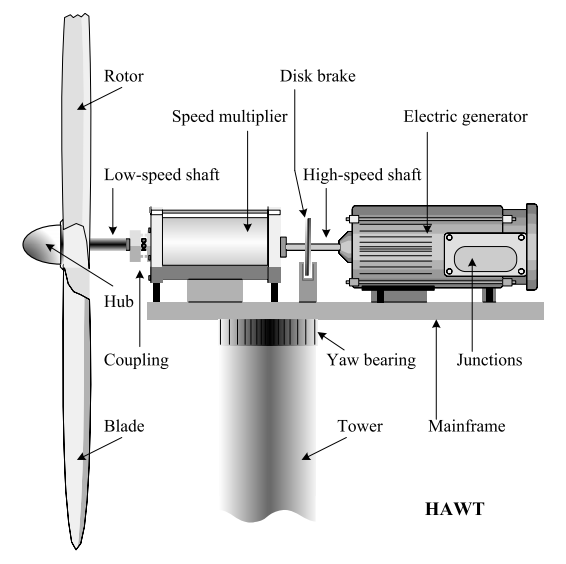 Rotor
Disk brake
Speed multiplier
Electric generator
Low-speed shaft
High-speed shaft
Hub
Coupling
Yaw bearing
Junctions
Blade
Tower
Mainframe
HAWT